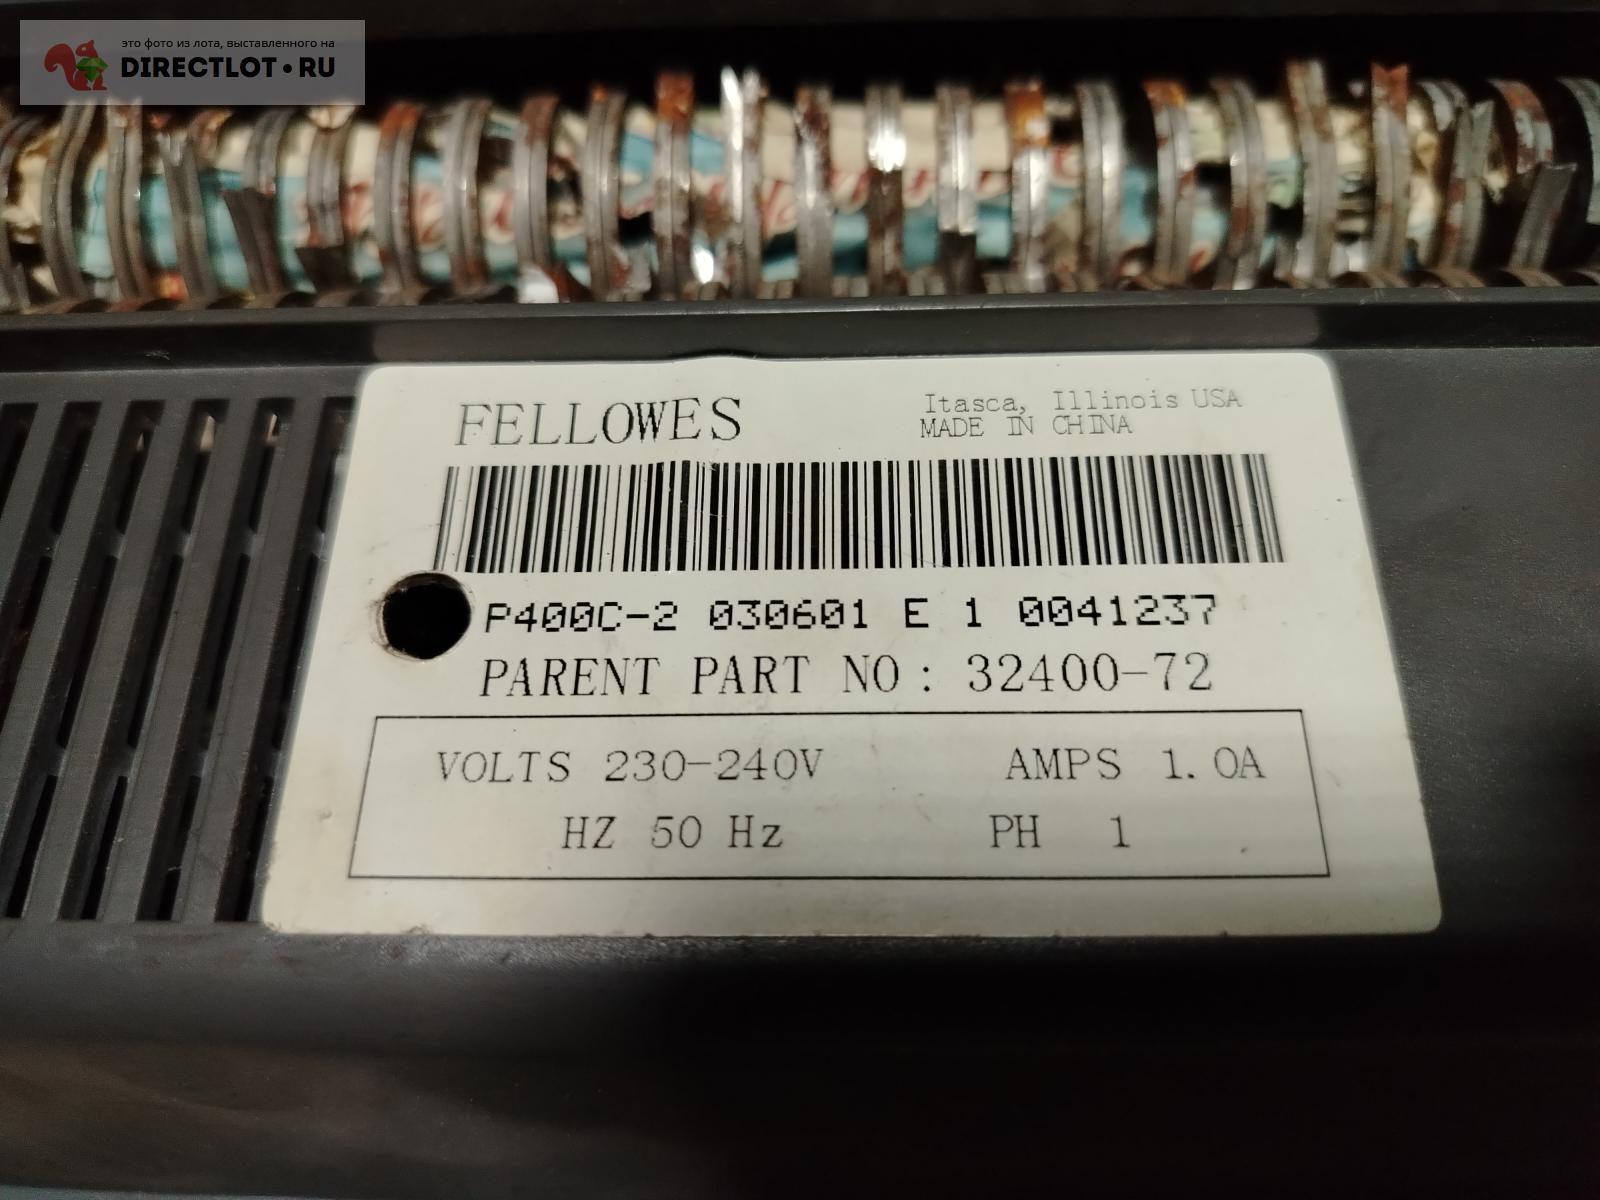 это фото из лота, выставленного на
DIRECTLOT • RU
FELLOWES
Itasca, Illinois USA
MADE IN CHINA
P400C-2 030601 E 1 0041237
PARENT PART NO : 32400-72
VOLTS 230-240V AMPS 1.0A
HZ 50 Hz PH 1